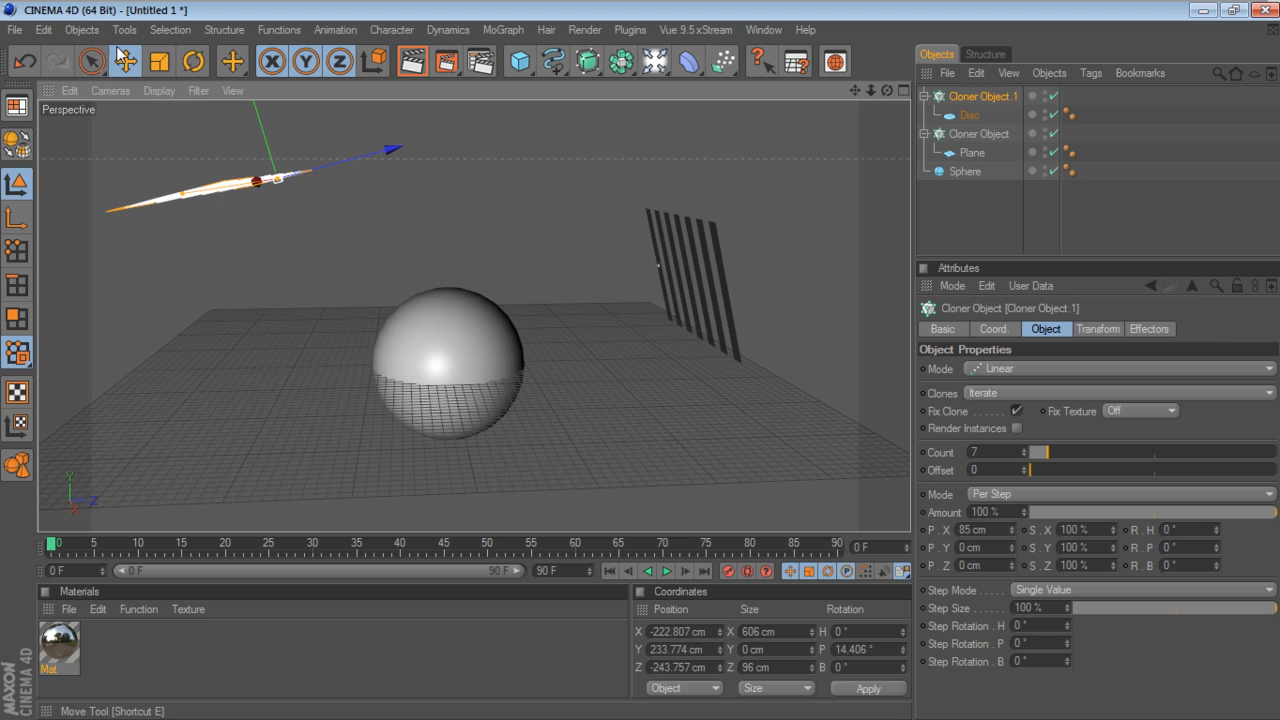 CINEMA 4D (64 Bit) - [Untitled 1 *]
File Edit Objects Tools Selection Structure Functions Animation Character Dynamics MoGraph Hair Render Plugins Vue 9.5 xStream Window Help
Edit Cameras Display Filter View
Perspective
Y
Z
X
0 5 10 15 20 25 30 35 40 45 50 55 60 65 70 75 80 85 90 0 F
0 F 0 F 90 F 90 F
Materials
File Edit Function Texture
Mat
MAXON
CINEMA 4D
Coordinates
Position Size Rotation
X -222.807 cm X 606 cm H 0 °
Y 233.774 cm Y 0 cm P 14.406 °
Z -243.757 cm Z 96 cm B 0 °
Object Size Apply
Move Tool [Shortcut E]
Objects Structure
File Edit View Objects Tags Bookmarks
Cloner Object.1
Disc
Cloner Object
Plane
Sphere
Attributes
Mode Edit User Data
Cloner Object [Cloner Object.1]
Basic Coord. Object Transform Effectors
Object Properties
Mode Linear
Clones Iterate
Fix Clone . . . . . . Fix Texture Off
Render Instances
Count 7
Offset 0
Mode Per Step
Amount 100 %
P . X 85 cm S . X 100 % R . H 0 °
P . Y 0 cm S . Y 100 % R . P 0 °
P . Z 0 cm S . Z 100 % R . B 0 °
Step Mode . . . . . Single Value
Step Size . . . . . . 100 %
Step Rotation . H 0 °
Step Rotation . P 0 °
Step Rotation . B 0 °